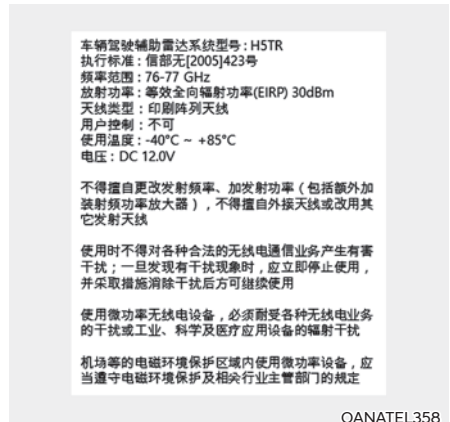 车辆驾驶辅助雷达系统型号：H5TR
执行标准：信部无[2005]423号
频率范围：76-77 GHz
放射功率：等效全向辐射功率(EIRP) 30dBm
天线类型：印刷阵列天线
用户控制：不可
使用温度：-40°C ~ +85°C
电压：DC 12.0V
不得擅自更改发射频率、加发射功率（包括额外加
装射频功率放大器），不得擅自外接天线或改用其
它发射天线
使用时不得对各种合法的无线电通信业务产生有害
干扰；一旦发现有干扰现象时，应立即停止使用，
并采取措施消除干扰后方可继续使用
使用微功率无线电设备，必须耐受各种无线电业务
的干扰或工业、科学及医疗应用设备的辐射干扰
机场等的电磁环境保护区域内使用微功率设备，应
当遵守电磁环境保护及相关行业主管部门的规定
OANATEL358